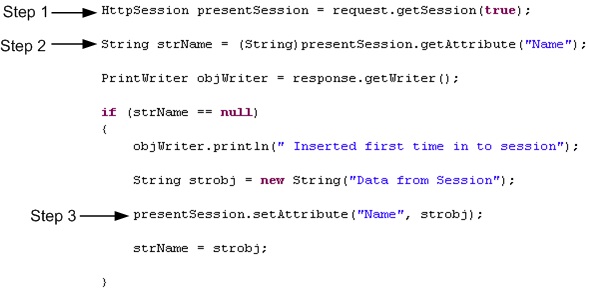 Step 1 HttpSession presentSession = request.getSession(true);
Step 2 String strName = (String)presentSession.getAttribute("Name");
PrintWriter objWriter = response.getWriter();
if (strName == null)
{
objWriter.println(" Inserted first time in to session");
String strobj = new String("Data from Session");
Step 3 presentSession.setAttribute("Name", strobj);
strName = strobj;
}